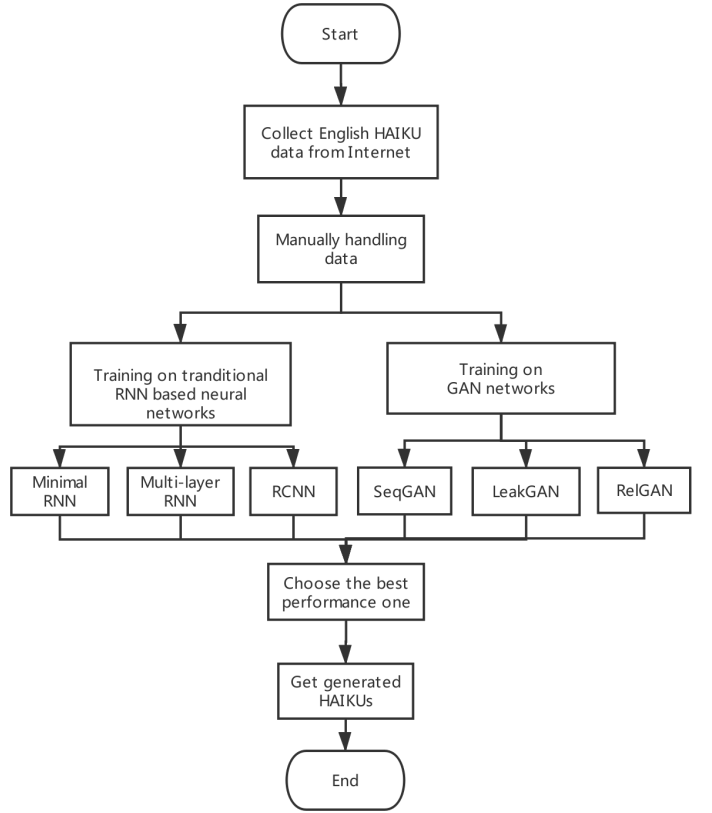 Start
Collect English HAIKU
data from Internet
Manually handling
data
Training on tranditional
RNN based neural
networks
Training on
GAN networks
Minimal
RNN
Multi-layer
RNN
RCNN
SeqGAN
LeakGAN
RelGAN
Choose the best
performance one
Get generated
HAIKUs
End